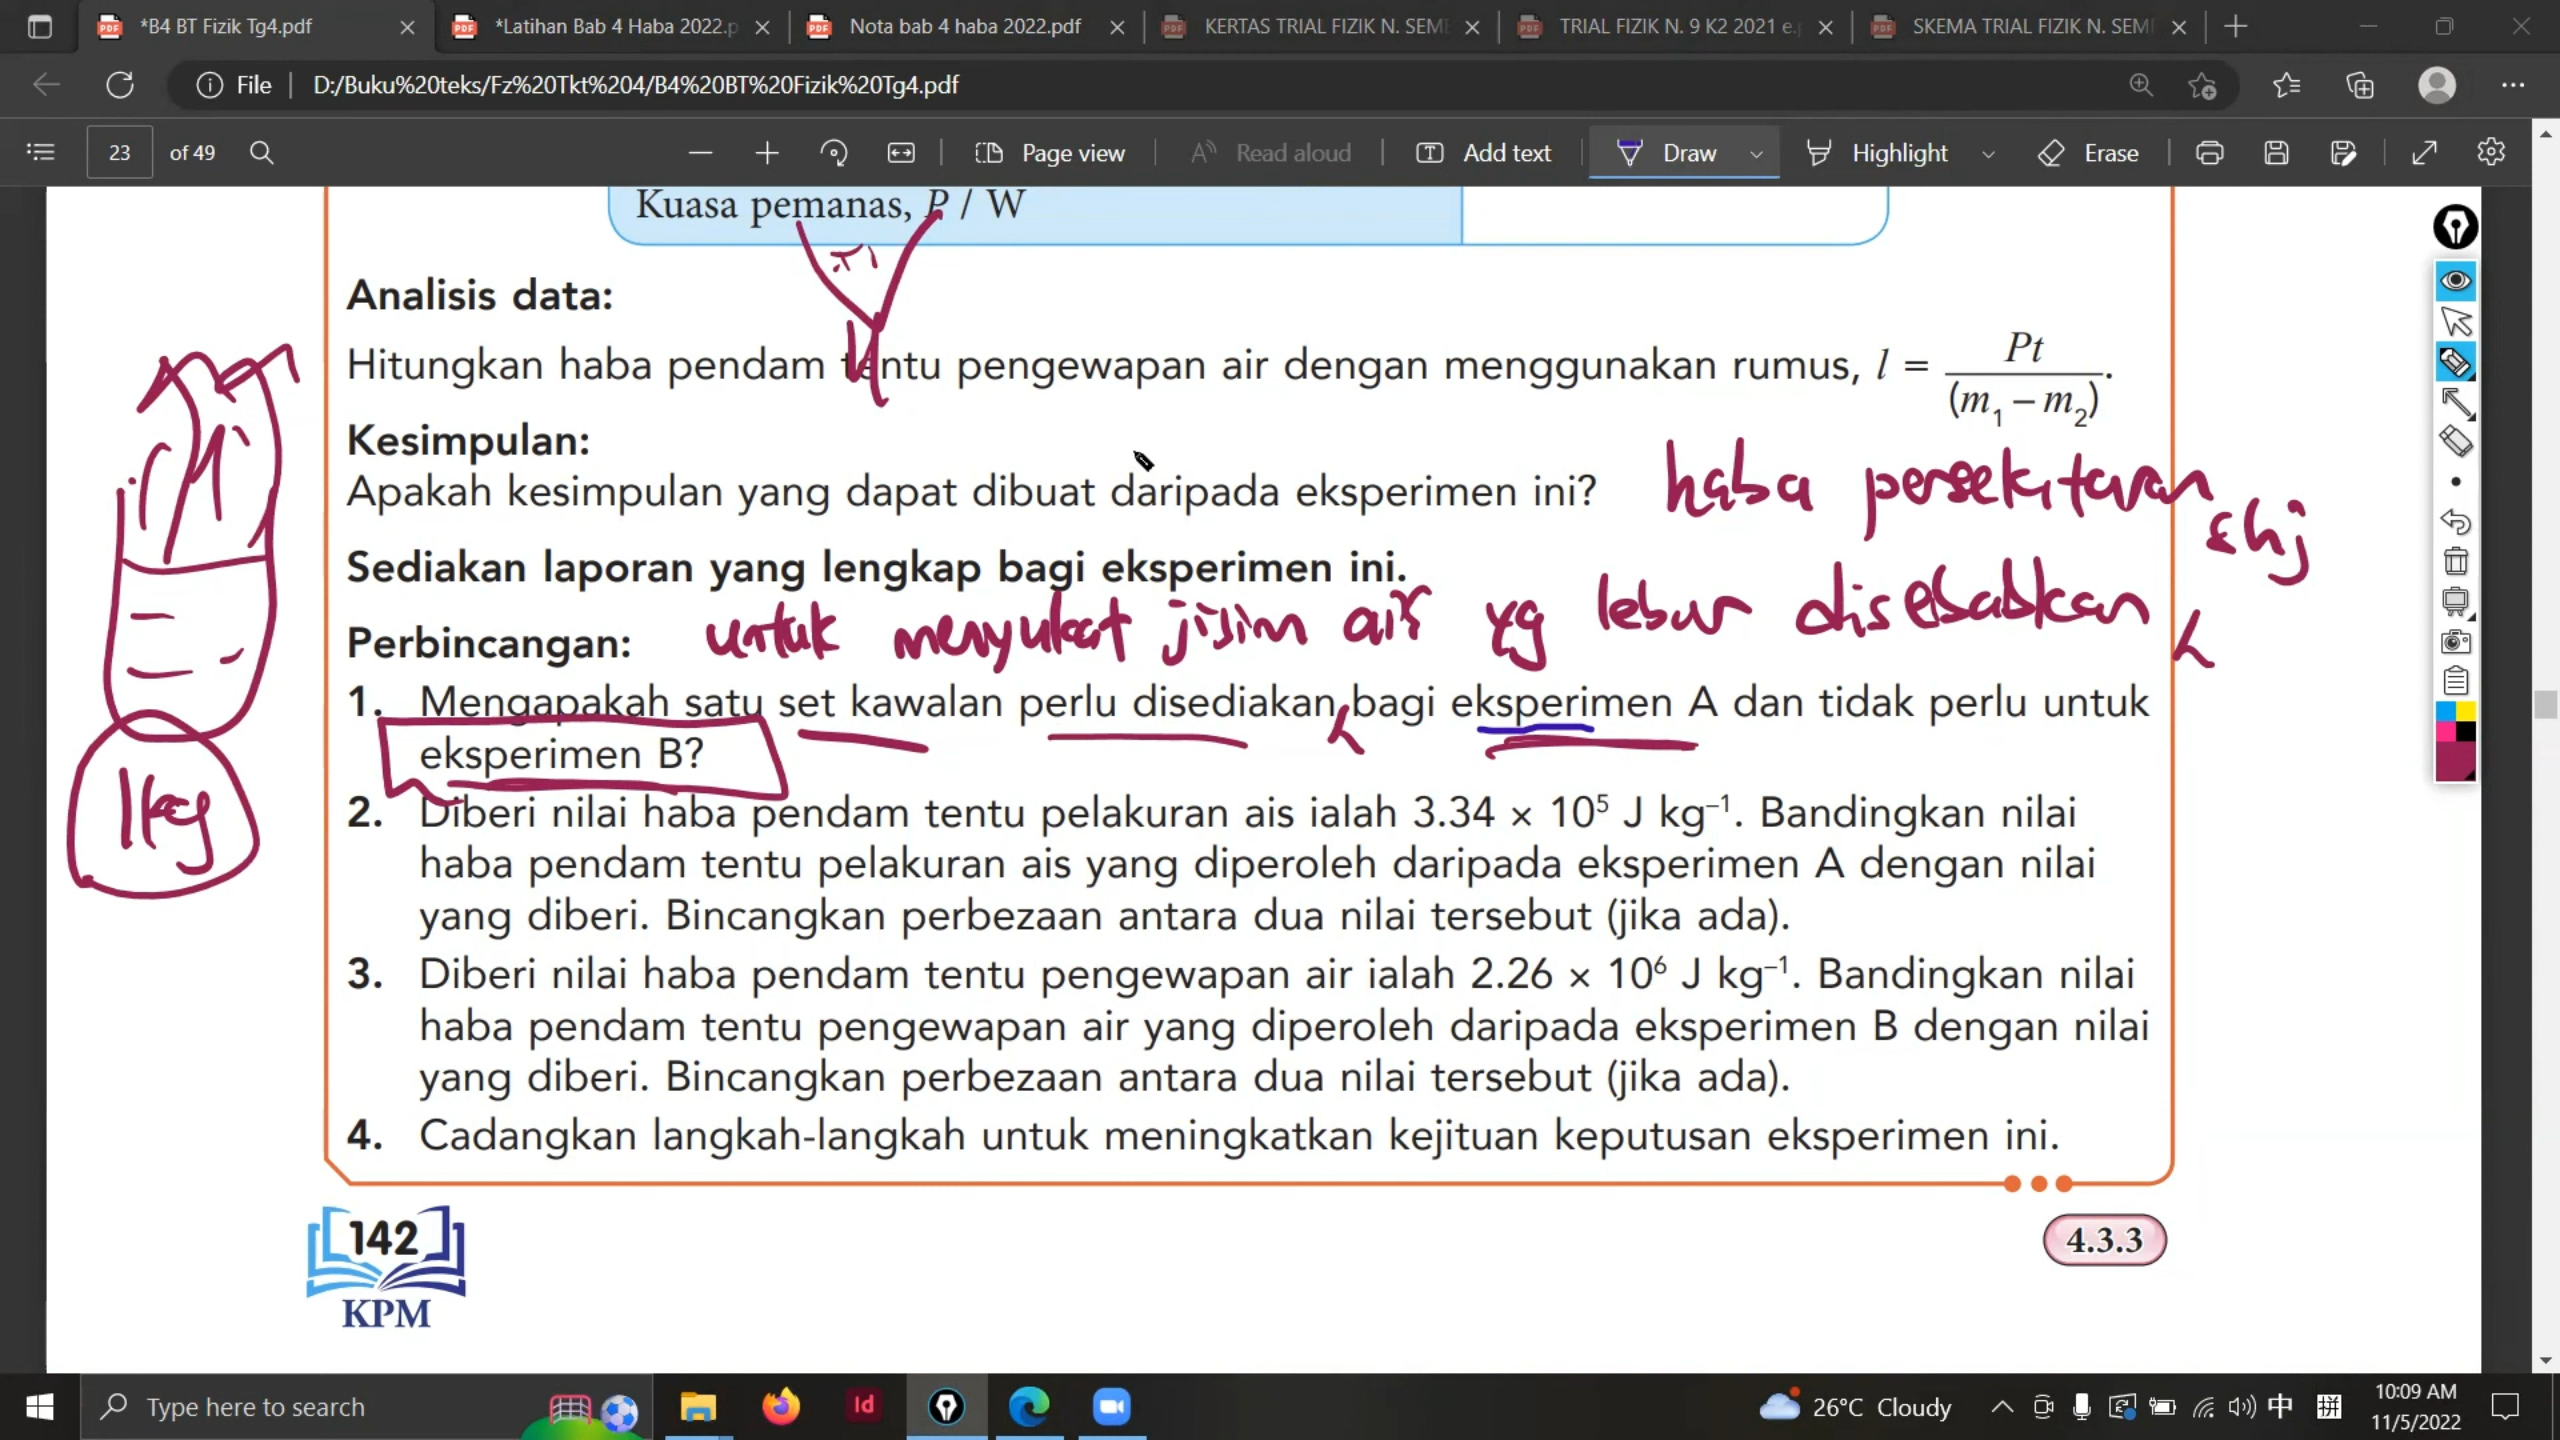 *B4 BT Fizik Tg4.pdf
*Latihan Bab 4 Haba 2022.p
Nota bab 4 haba 2022.pdf
KERTAS TRIAL FIZIK N. SEMB
TRIAL FIZIK N. 9 K2 2021 e.p
SKEMA TRIAL FIZIK N. SEMB
File
D:/Buku%20teks/Fz%20Tkt%204/B4%20BT%20Fizik%20Tg4.pdf
23 of 49
Page view
Read aloud
Add text
Draw
Highlight
Erase
Kuasa pemanas, P / W
Analisis data:
Hitungkan haba pendam tentu pengewapan air dengan menggunakan rumus, l = Pt / (m₁ – m₂).
Kesimpulan:
Apakah kesimpulan yang dapat dibuat daripada eksperimen ini?
haba persekitaran shj
Sediakan laporan yang lengkap bagi eksperimen ini.
untuk menyukat jisim air yg lebur disebabkan
Perbincangan:
1. Mengapakah satu set kawalan perlu disediakan bagi eksperimen A dan tidak perlu untuk
eksperimen B?
1kg
2. Diberi nilai haba pendam tentu pelakuran ais ialah 3.34 × 10⁵ J kg⁻¹. Bandingkan nilai
haba pendam tentu pelakuran ais yang diperoleh daripada eksperimen A dengan nilai
yang diberi. Bincangkan perbezaan antara dua nilai tersebut (jika ada).
3. Diberi nilai haba pendam tentu pengewapan air ialah 2.26 × 10⁶ J kg⁻¹. Bandingkan nilai
haba pendam tentu pengewapan air yang diperoleh daripada eksperimen B dengan nilai
yang diberi. Bincangkan perbezaan antara dua nilai tersebut (jika ada).
4. Cadangkan langkah-langkah untuk meningkatkan kejituan keputusan eksperimen ini.
142
KPM
4.3.3
Type here to search
Id
26°C Cloudy
中
拼
10:09 AM
11/5/2022